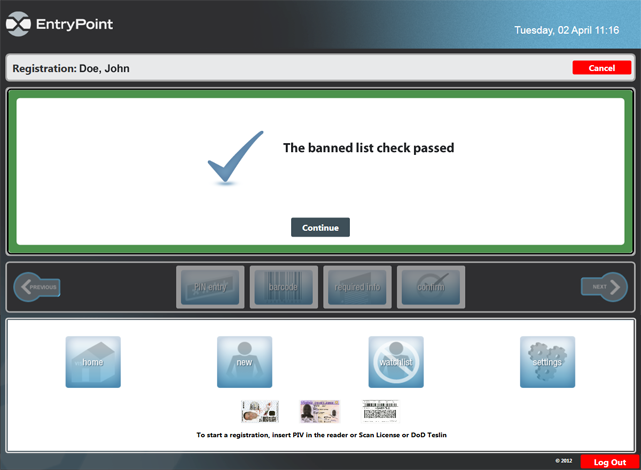 EntryPoint
Tuesday, 02 April 11:16
Registration: Doe, John
Cancel
The banned list check passed
Continue
PREVIOUS
PIN entry
barcode
required info
confirm
NEXT
home
new
watchlist
settings
To start a registration, insert PIV in the reader or Scan License or DoD Teslin
© 2012
Log Out